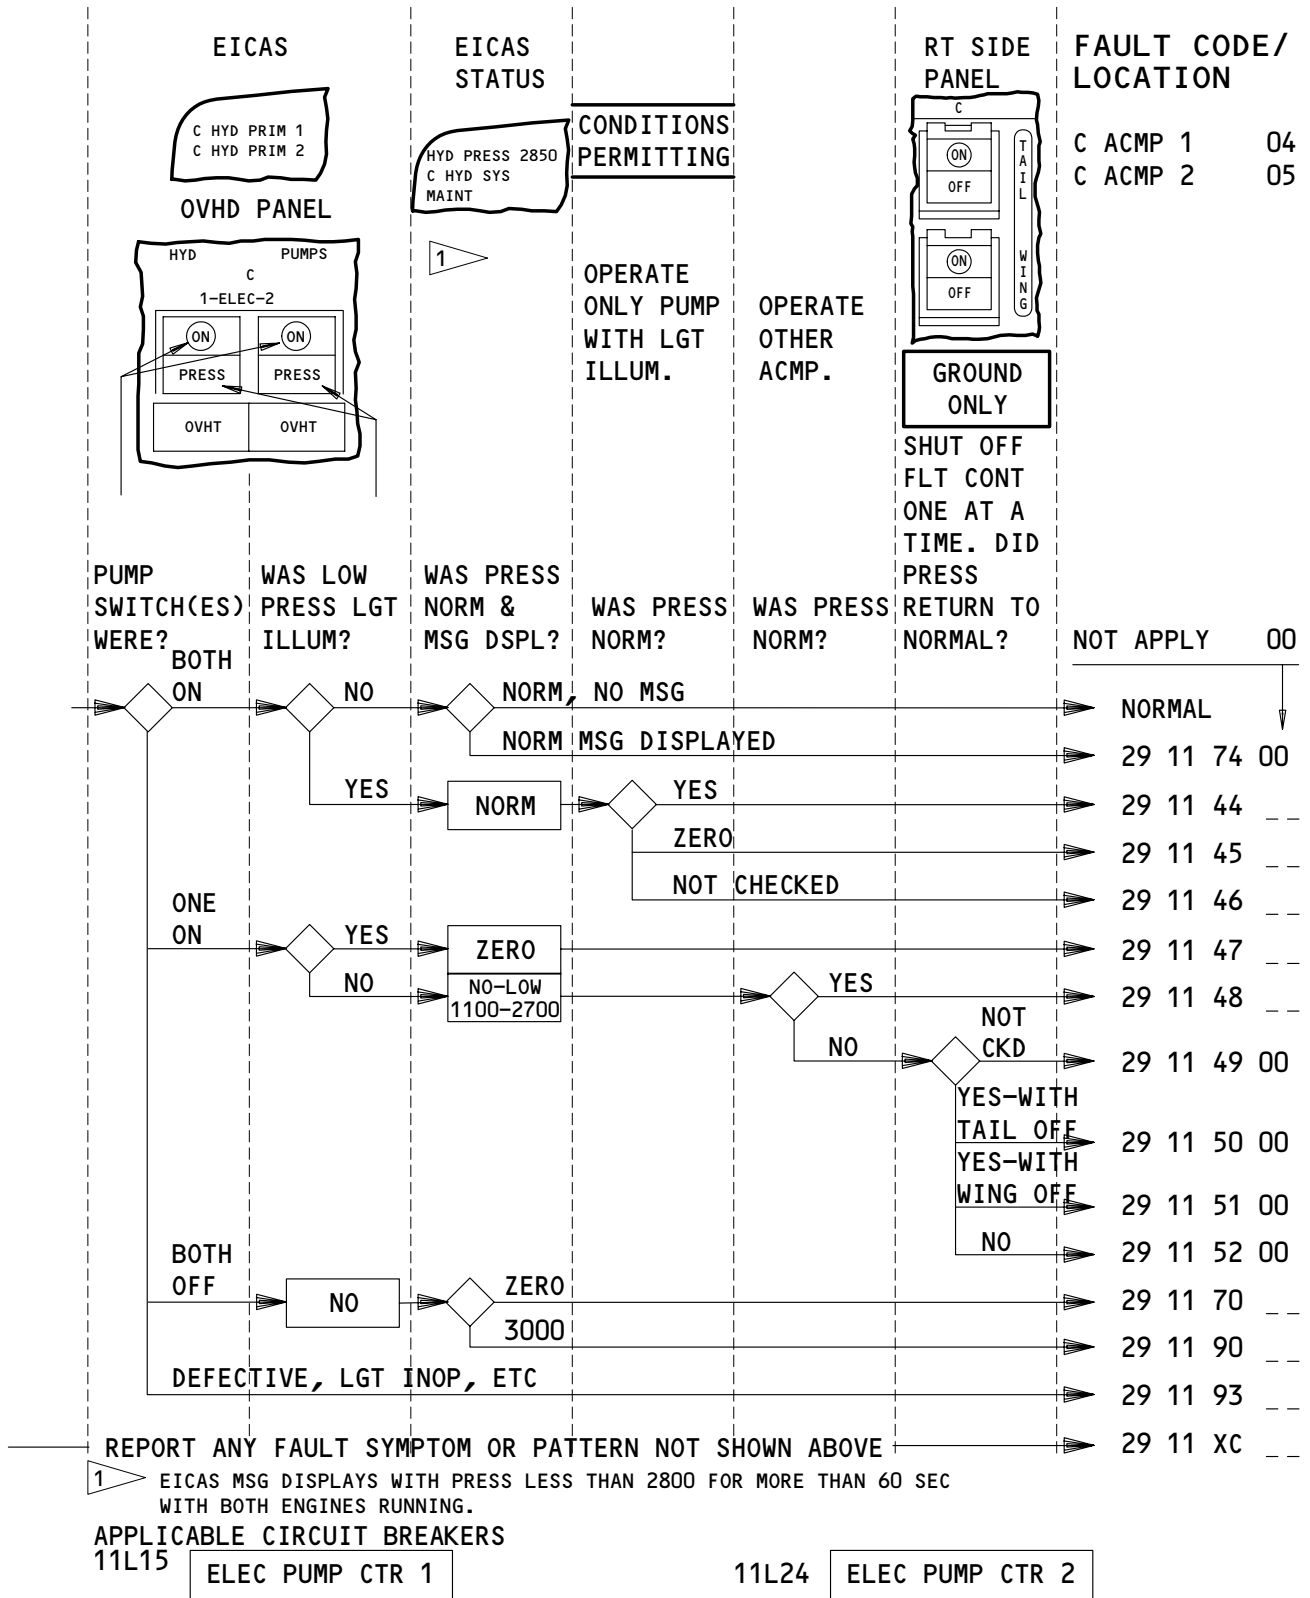 EICAS
C HYD PRIM 1
C HYD PRIM 2
OVHD PANEL
HYD PUMPS
C
1-ELEC-2
ON ON
PRESS PRESS
OVHT OVHT
EICAS
STATUS
HYD PRESS 2850
C HYD SYS
MAINT
1
CONDITIONS
PERMITTING
OPERATE
ONLY PUMP
WITH LGT
ILLUM.
OPERATE
OTHER
ACMP.
RT SIDE
PANEL
C
ON
OFF
ON
OFF
TAIL WING
GROUND
ONLY
SHUT OFF
FLT CONT
ONE AT A
TIME. DID
PRESS
RETURN TO
NORMAL?
FAULT CODE/
LOCATION
C ACMP 1 04
C ACMP 2 05
PUMP
SWITCH(ES)
WERE?
WAS LOW
PRESS LGT
ILLUM?
WAS PRESS
NORM &
MSG DSPL?
WAS PRESS
NORM?
WAS PRESS
NORM?
NOT APPLY 00
BOTH
ON
NO
NORM, NO MSG
NORMAL
NORM MSG DISPLAYED
29 11 74 00
YES
NORM
YES
29 11 44 _ _
ZERO
29 11 45 _ _
NOT CHECKED
29 11 46 _ _
ONE
ON
YES
ZERO
29 11 47 _ _
NO
NO-LOW
1100-2700
YES
29 11 48 _ _
NO
NOT
CKD
29 11 49 00
YES-WITH
TAIL OFF
29 11 50 00
YES-WITH
WING OFF
29 11 51 00
NO
29 11 52 00
BOTH
OFF
NO
ZERO
29 11 70 _ _
3000
29 11 90 _ _
DEFECTIVE, LGT INOP, ETC
29 11 93 _ _
REPORT ANY FAULT SYMPTOM OR PATTERN NOT SHOWN ABOVE
29 11 XC _ _
1 EICAS MSG DISPLAYS WITH PRESS LESS THAN 2800 FOR MORE THAN 60 SEC
WITH BOTH ENGINES RUNNING.
APPLICABLE CIRCUIT BREAKERS
11L15 ELEC PUMP CTR 1 11L24 ELEC PUMP CTR 2